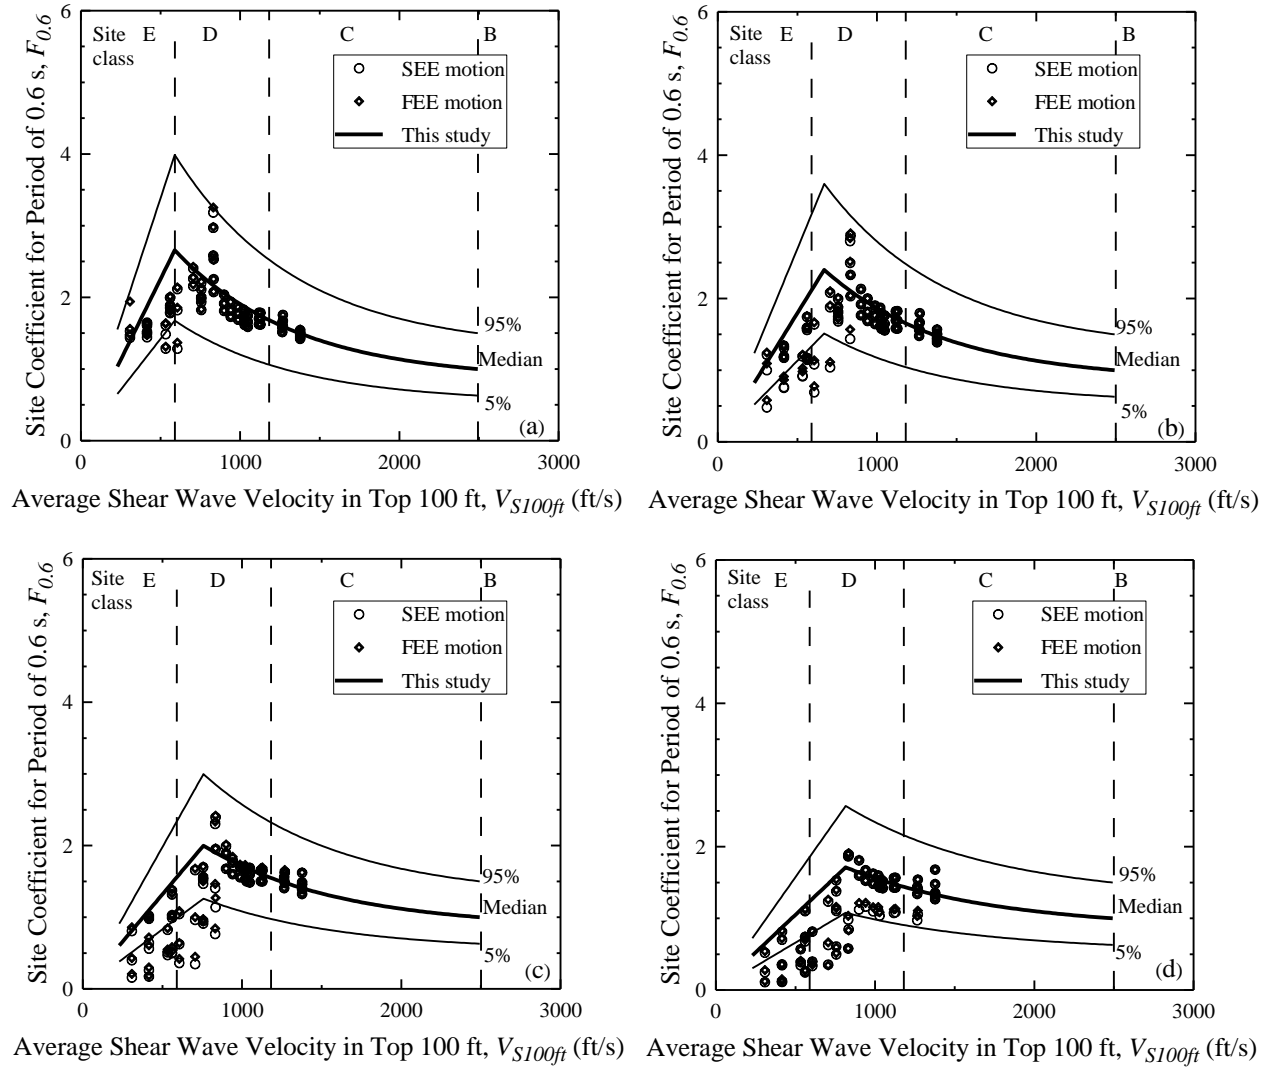 Site Coefficient for Period of 0.6 s, F0.6
6
4
2
0
Site class
E
D
C
B
SEE motion
FEE motion
This study
95%
Median
5%
(a)
0 1000 2000 3000
Average Shear Wave Velocity in Top 100 ft, VS100ft (ft/s)
Site Coefficient for Period of 0.6 s, F0.6
6
4
2
0
Site class
E
D
C
B
SEE motion
FEE motion
This study
95%
Median
5%
(b)
0 1000 2000 3000
Average Shear Wave Velocity in Top 100 ft, VS100ft (ft/s)
Site Coefficient for Period of 0.6 s, F0.6
6
4
2
0
Site class
E
D
C
B
SEE motion
FEE motion
This study
95%
Median
5%
(c)
0 1000 2000 3000
Average Shear Wave Velocity in Top 100 ft, VS100ft (ft/s)
Site Coefficient for Period of 0.6 s, F0.6
6
4
2
0
Site class
E
D
C
B
SEE motion
FEE motion
This study
95%
Median
5%
(d)
0 1000 2000 3000
Average Shear Wave Velocity in Top 100 ft, VS100ft (ft/s)